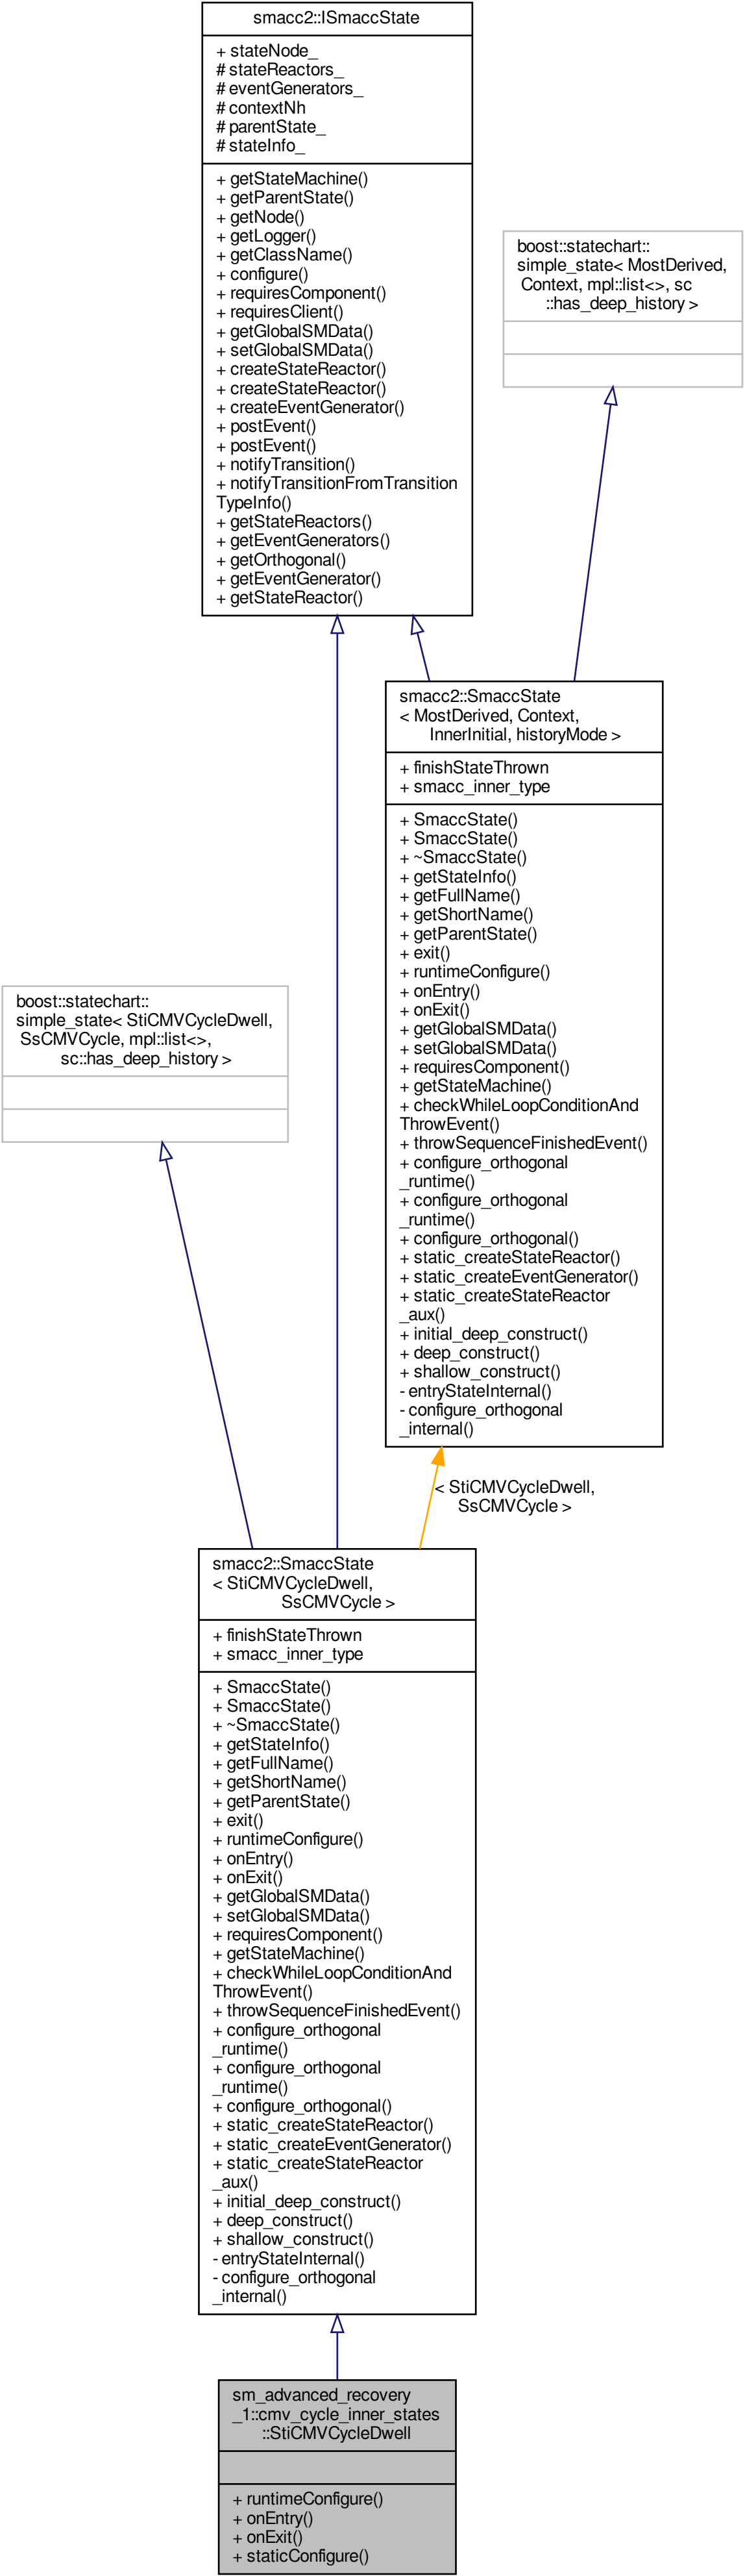 smacc2::ISmaccState
+ stateNode_
# stateReactors_
# eventGenerators_
# contextNh
# parentState_
# stateInfo_
+ getStateMachine()
+ getParentState()
+ getNode()
+ getLogger()
+ getClassName()
+ configure()
+ requiresComponent()
+ requiresClient()
+ getGlobalSMData()
+ setGlobalSMData()
+ createStateReactor()
+ createStateReactor()
+ createEventGenerator()
+ postEvent()
+ postEvent()
+ notifyTransition()
+ notifyTransitionFromTransition
TypeInfo()
+ getStateReactors()
+ getEventGenerators()
+ getOrthogonal()
+ getEventGenerator()
+ getStateReactor()
boost::statechart::
simple_state< MostDerived,
Context, mpl::list<>, sc
::has_deep_history >
smacc2::SmaccState
< MostDerived, Context,
InnerInitial, historyMode >
+ finishStateThrown
+ smacc_inner_type
+ SmaccState()
+ SmaccState()
+ ~SmaccState()
+ getStateInfo()
+ getFullName()
+ getShortName()
+ getParentState()
+ exit()
+ runtimeConfigure()
+ onEntry()
+ onExit()
+ getGlobalSMData()
+ setGlobalSMData()
+ requiresComponent()
+ getStateMachine()
+ checkWhileLoopConditionAnd
ThrowEvent()
+ throwSequenceFinishedEvent()
+ configure_orthogonal
_runtime()
+ configure_orthogonal
_runtime()
+ configure_orthogonal()
+ static_createStateReactor()
+ static_createEventGenerator()
+ static_createStateReactor
_aux()
+ initial_deep_construct()
+ deep_construct()
+ shallow_construct()
- entryStateInternal()
- configure_orthogonal
_internal()
boost::statechart::
simple_state< StiCMVCycleDwell,
SsCMVCycle, mpl::list<>,
sc::has_deep_history >
< StiCMVCycleDwell,
SsCMVCycle >
smacc2::SmaccState
< StiCMVCycleDwell,
SsCMVCycle >
+ finishStateThrown
+ smacc_inner_type
+ SmaccState()
+ SmaccState()
+ ~SmaccState()
+ getStateInfo()
+ getFullName()
+ getShortName()
+ getParentState()
+ exit()
+ runtimeConfigure()
+ onEntry()
+ onExit()
+ getGlobalSMData()
+ setGlobalSMData()
+ requiresComponent()
+ getStateMachine()
+ checkWhileLoopConditionAnd
ThrowEvent()
+ throwSequenceFinishedEvent()
+ configure_orthogonal
_runtime()
+ configure_orthogonal
_runtime()
+ configure_orthogonal()
+ static_createStateReactor()
+ static_createEventGenerator()
+ static_createStateReactor
_aux()
+ initial_deep_construct()
+ deep_construct()
+ shallow_construct()
- entryStateInternal()
- configure_orthogonal
_internal()
sm_advanced_recovery
_1::cmv_cycle_inner_states
::StiCMVCycleDwell
+ runtimeConfigure()
+ onEntry()
+ onExit()
+ staticConfigure()